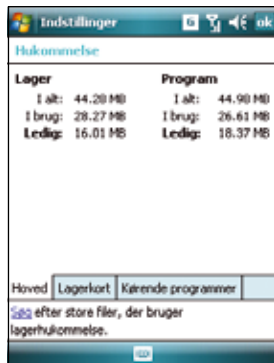 Indstillinger G ok
Hukommelse
Lager Program
I alt: 44.28 MB I alt: 44.98 MB
I brug: 28.27 MB I brug: 26.61 MB
Ledig: 16.01 MB Ledig: 18.37 MB
Hoved Lagerkort Kørende programmer
Søg efter store filer, der bruger
lagerhukommelse.